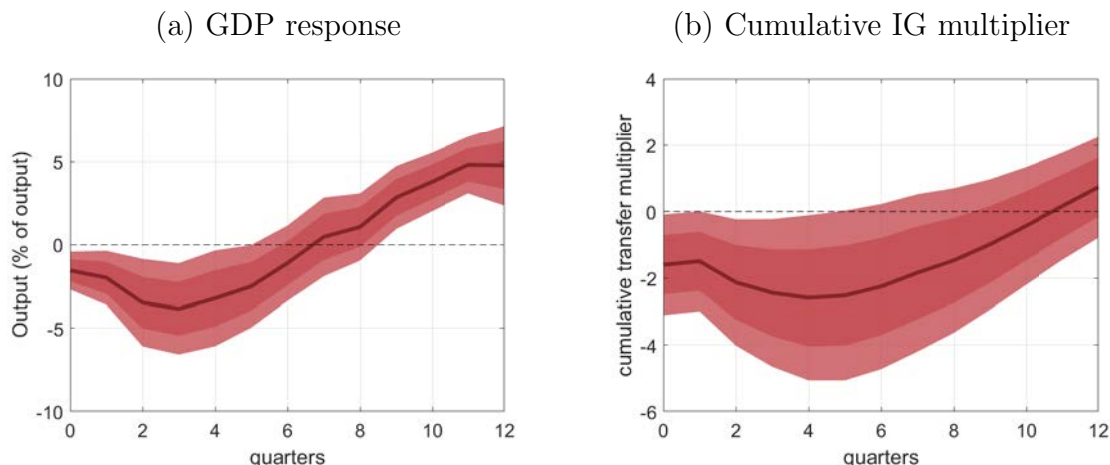 (a) GDP response
Output (% of output)
10
5
0
-5
-10
0 2 4 6 8 10 12
quarters
(b) Cumulative IG multiplier
cumulative transfer multiplier
4
2
0
-2
-4
-6
0 2 4 6 8 10 12
quarters